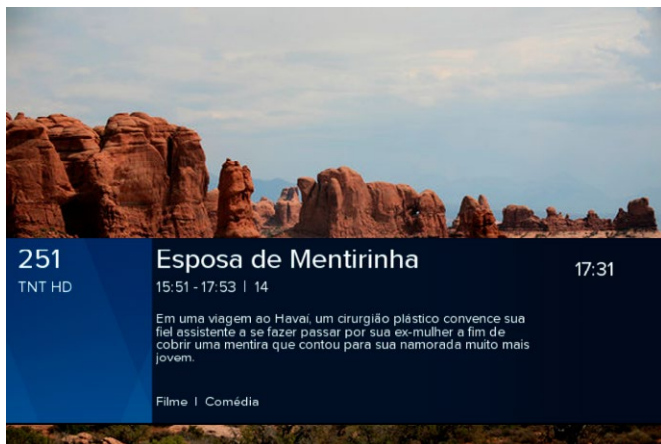 251
TNT HD
Esposa de Mentirinha
15:51 - 17:53 | 14
17:31
Em uma viagem ao Havaí, um cirurgião plástico convence sua
fiel assistente a se fazer passar por sua ex-mulher a fim de
cobrir uma mentira que contou para sua namorada muito mais
jovem.
Filme | Comédia